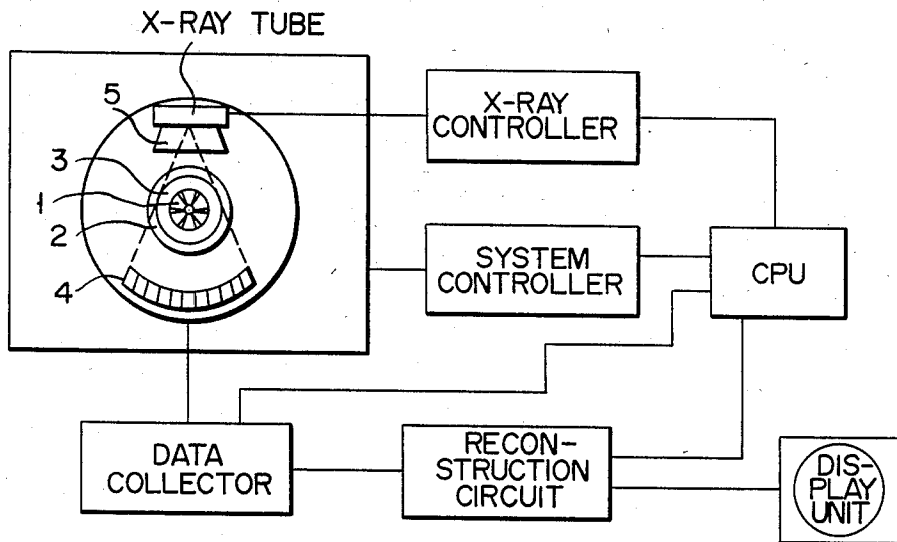 X-RAY TUBE
5
3
1
2
4
X-RAY
CONTROLLER
SYSTEM
CONTROLLER
CPU
DATA
COLLECTOR
RECON-
STRUCTION
CIRCUIT
DIS-
PLAY
UNIT